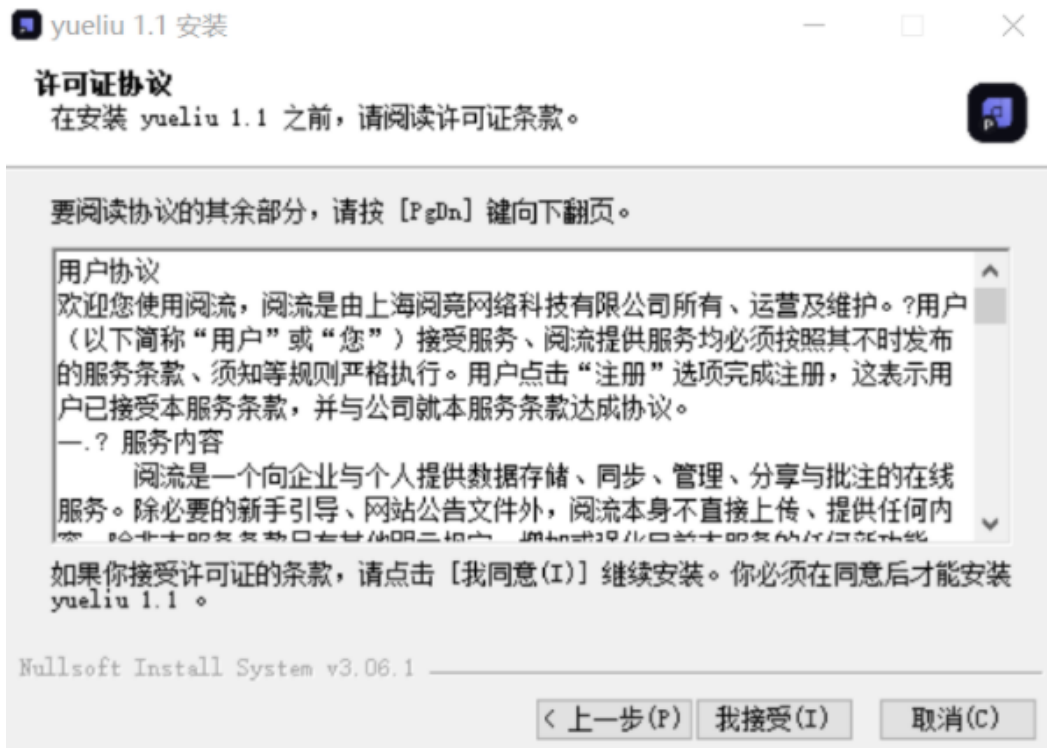 yueliu 1.1 安装
许可证协议
在安装 yueliu 1.1 之前，请阅读许可证条款。
要阅读协议的其余部分，请按 [PgDn] 键向下翻页。
用户协议
欢迎您使用阅流，阅流是由上海阅竞网络科技有限公司所有、运营及维护。?用户
（以下简称“用户”或“您”）接受服务、阅流提供服务均必须按照其不时发布
的服务条款、须知等规则严格执行。用户点击“注册”选项完成注册，这表示用
户已接受本服务条款，并与公司就本服务条款达成协议。
一.? 服务内容
阅流是一个向企业与个人提供数据存储、同步、管理、分享与批注的在线
服务。除必要的新手引导、网站公告文件外，阅流本身不直接上传、提供任何内
如果你接受许可证的条款，请点击 [我同意(I)] 继续安装。你必须在同意后才能安装
yueliu 1.1 。
Nullsoft Install System v3.06.1
< 上一步(P) 我接受(I) 取消(C)